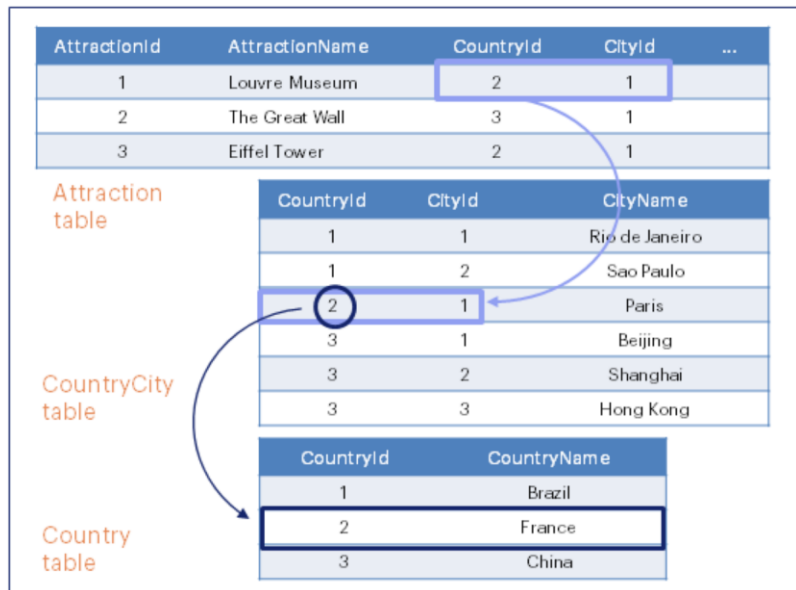 AttractionId AttractionName CountryId CityId ...
1 Louvre Museum 2 1
2 The Great Wall 3 1
3 Eiffel Tower 2 1
Attraction
table
CountryId CityId CityName
1 1 Rio de Janeiro
1 2 Sao Paulo
2 1 Paris
3 1 Beijing
3 2 Shanghai
3 3 Hong Kong
CountryCity
table
CountryId CountryName
1 Brazil
2 France
3 China
Country
table